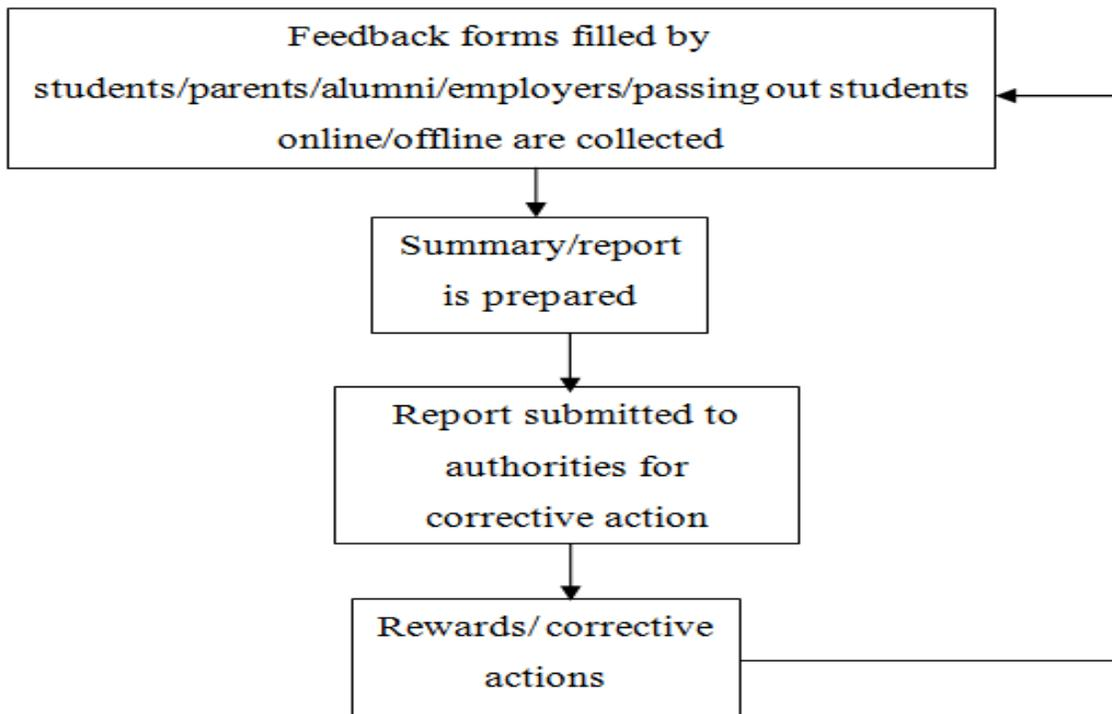 Feedback forms filled by
students/parents/alumni/employers/passing out students
online/offline are collected
Summary/report
is prepared
Report submitted to
authorities for
corrective action
Rewards/ corrective
actions